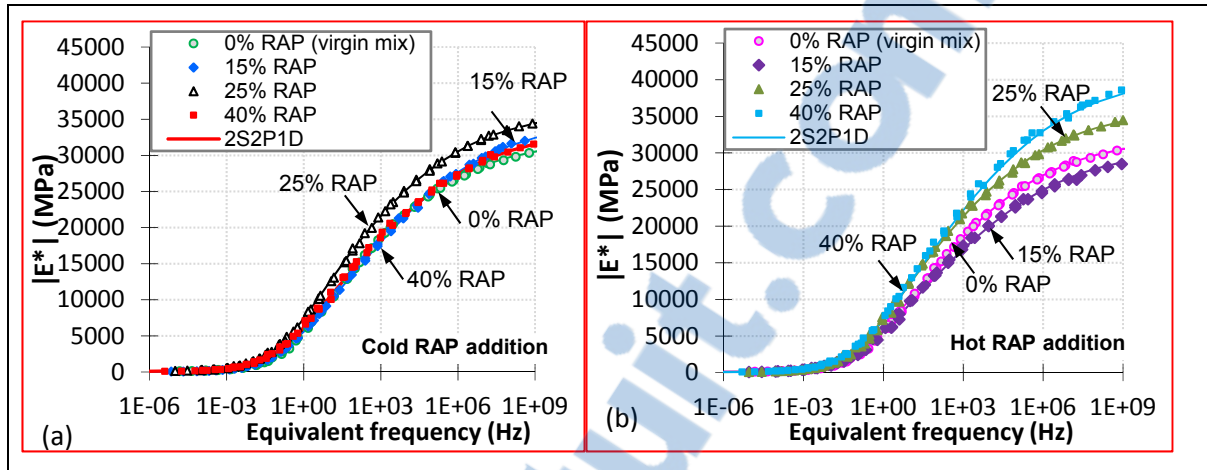 45000
40000
35000
30000
25000
20000
15000
10000
5000
0
|E*| (MPa)
0% RAP (virgin mix)
15% RAP
25% RAP
40% RAP
2S2P1D
15% RAP
25% RAP
0% RAP
40% RAP
Cold RAP addition
1E-06 1E-03 1E+00 1E+03 1E+06 1E+09
(a)
Equivalent frequency (Hz)
45000
40000
35000
30000
25000
20000
15000
10000
5000
0
|E*| (MPa)
0% RAP (virgin mix)
15% RAP
25% RAP
40% RAP
2S2P1D
25% RAP
40% RAP
15% RAP
0% RAP
Hot RAP addition
1E-06 1E-03 1E+00 1E+03 1E+06 1E+09
(b)
Equivalent frequency (Hz)
uit.com